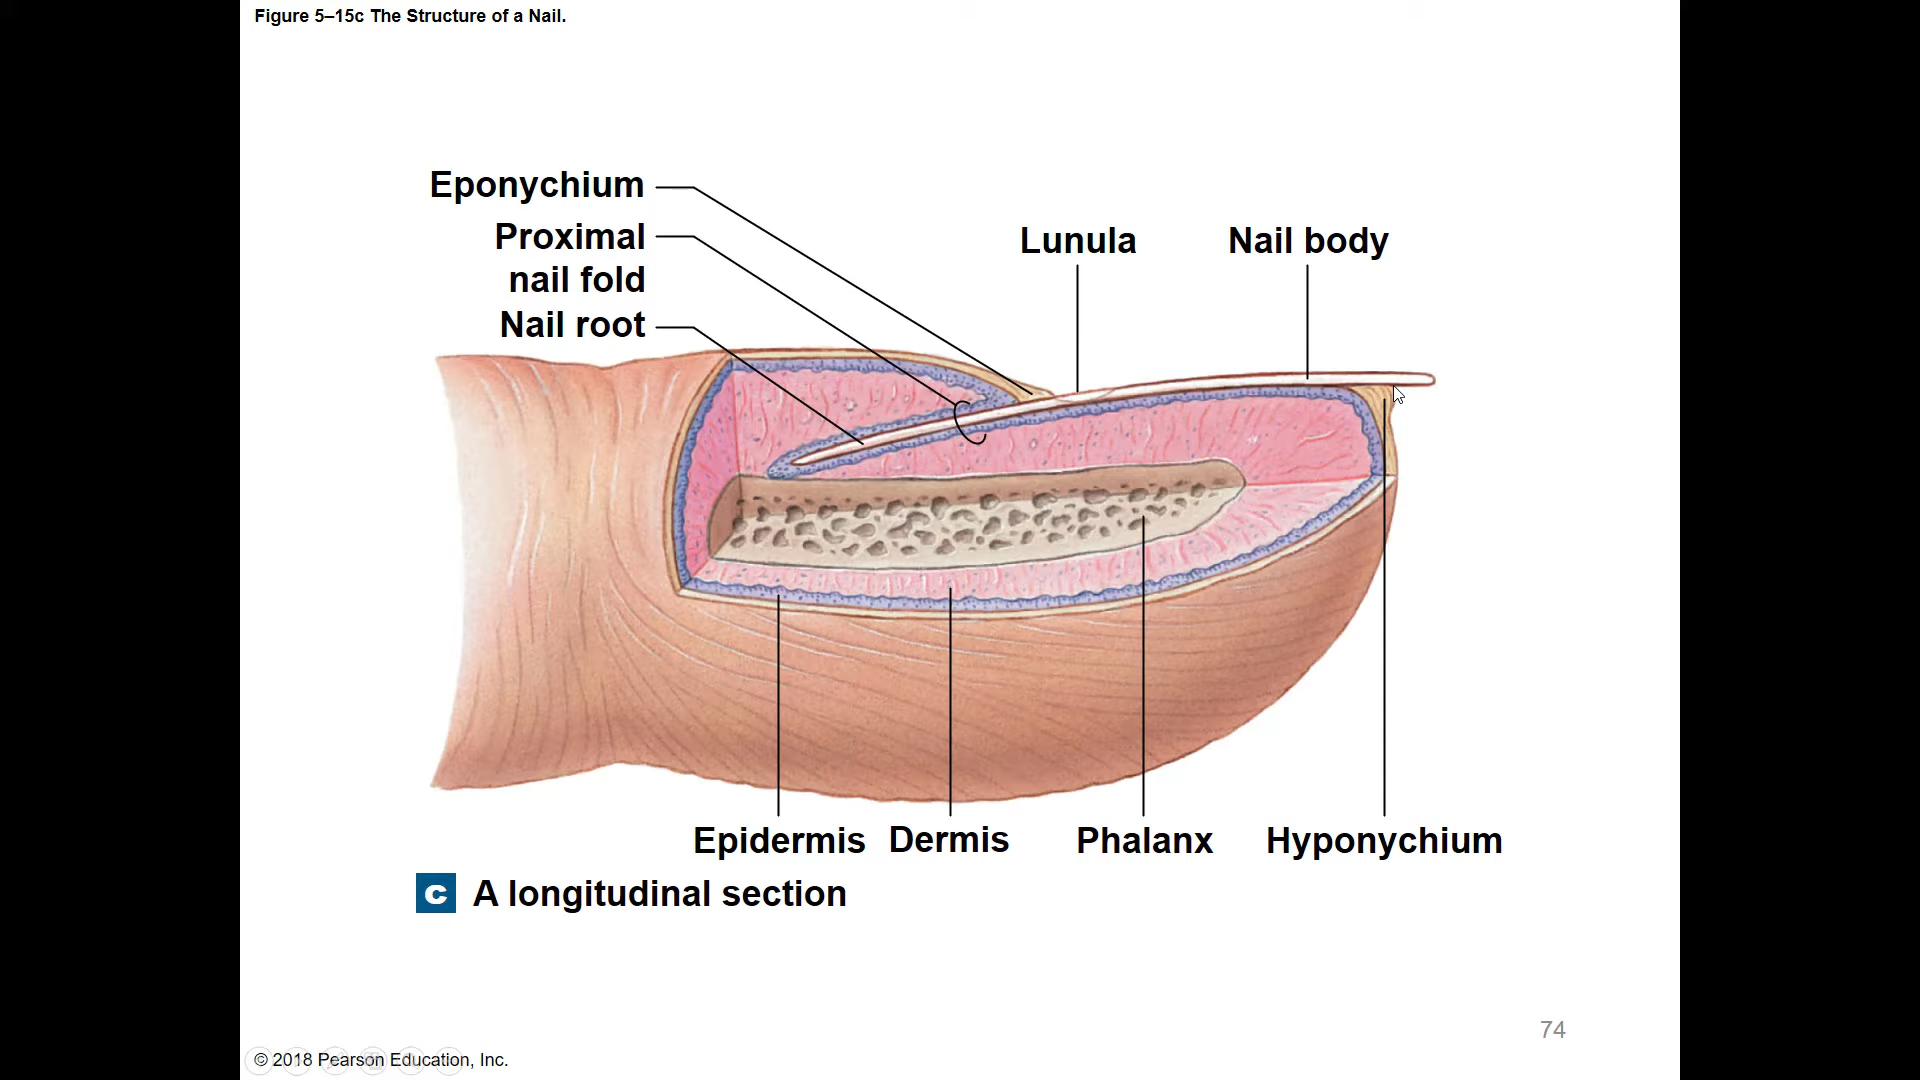 Figure 5–15c The Structure of a Nail.
Eponychium
Proximal
nail fold
Nail root
Lunula
Nail body
Epidermis
Dermis
Phalanx
Hyponychium
c A longitudinal section
74
© 2018 Pearson Education, Inc.